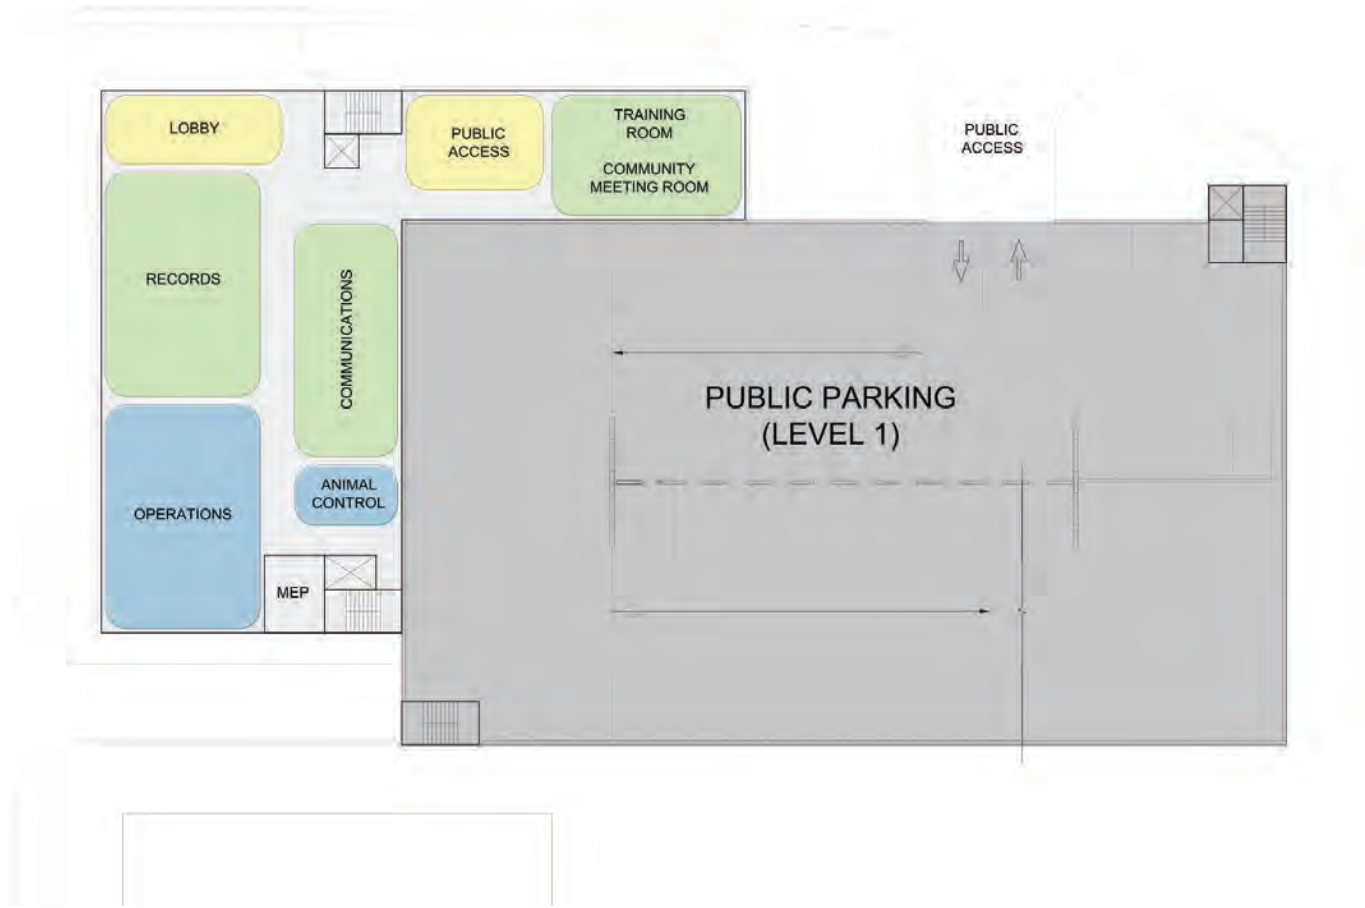 LOBBY
PUBLIC
ACCESS
TRAINING
ROOM
COMMUNITY
MEETING ROOM
PUBLIC
ACCESS
RECORDS
COMMUNICATIONS
PUBLIC PARKING
(LEVEL 1)
ANIMAL
CONTROL
OPERATIONS
MEP